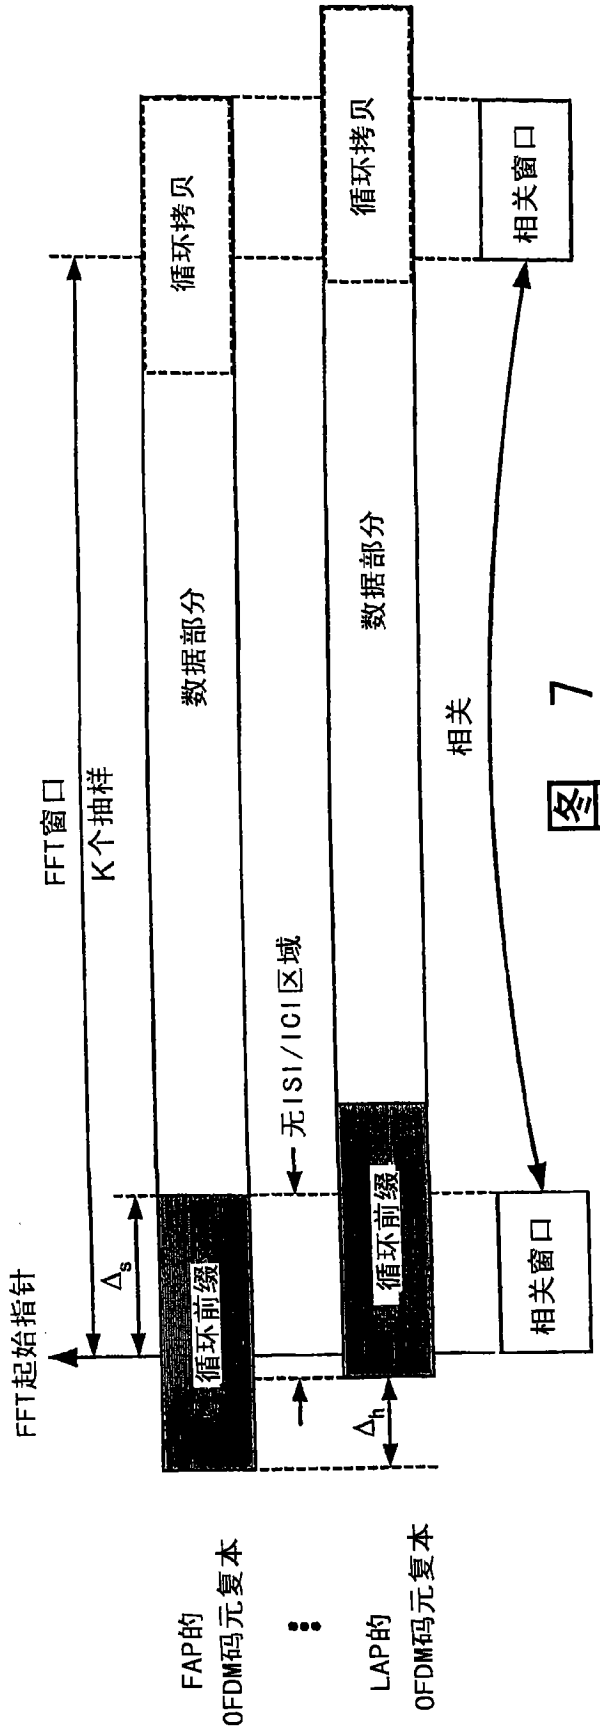 FFT起始指针
FFT窗口
K个抽样
Δs
FAP的
OFDM码元复本
循环前缀
数据部分
循环拷贝
无ISI/ICI区域
Δh
LAP的
OFDM码元复本
循环前缀
数据部分
循环拷贝
相关
相关窗口
相关窗口
图 7